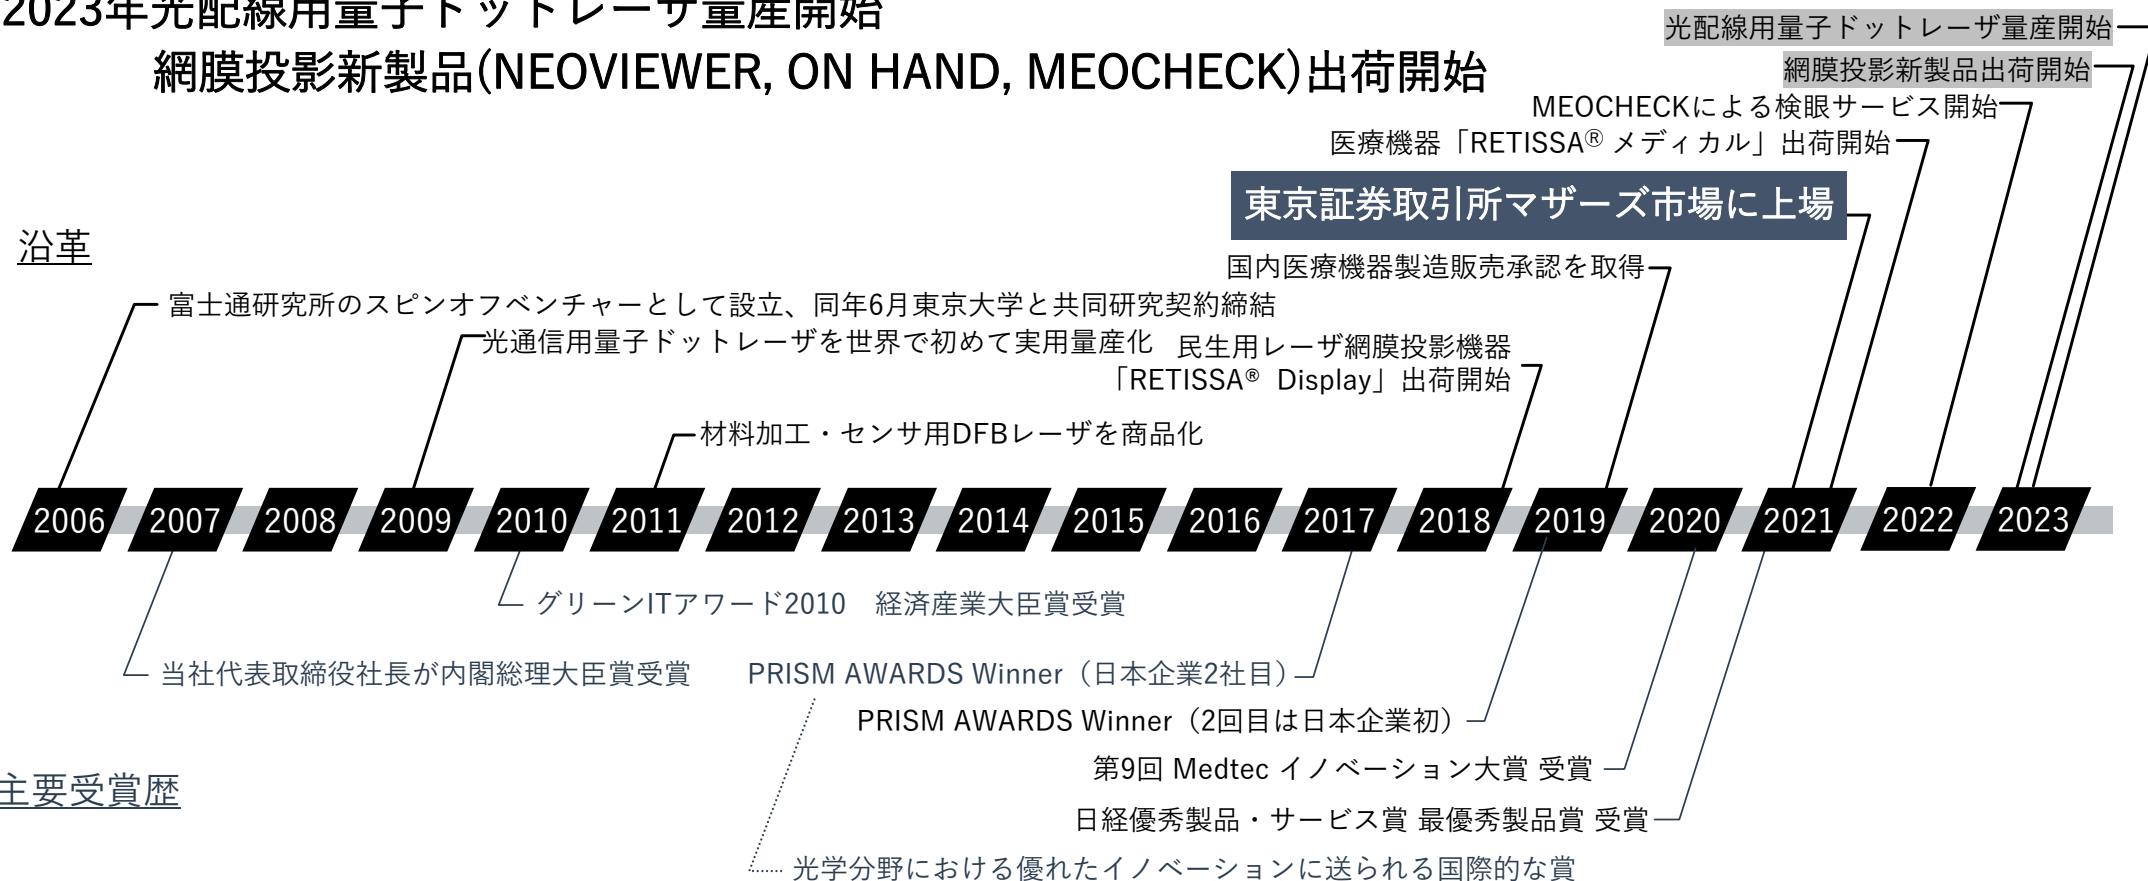 2023年光配線用量子ドットレーザ量産開始
網膜投影新製品(NEOVIEWER, ON HAND, MEOCHECK)出荷開始
光配線用量子ドットレーザ量産開始
網膜投影新製品出荷開始
MEOCHECKによる検眼サービス開始
医療機器「RETISSA® メディカル」出荷開始
東京証券取引所マザーズ市場に上場
沿革
国内医療機器製造販売承認を取得
富士通研究所のスピンオフベンチャーとして設立、同年6月東京大学と共同研究契約締結
光通信用量子ドットレーザを世界で初めて実用量産化
民生用レーザ網膜投影機器
「RETISSA® Display」出荷開始
材料加工・センサ用DFBレーザを商品化
2006 2007 2008 2009 2010 2011 2012 2013 2014 2015 2016 2017 2018 2019 2020 2021 2022 2023
グリーンITアワード2010 経済産業大臣賞受賞
当社代表取締役社長が内閣総理大臣賞受賞
PRISM AWARDS Winner（日本企業2社目）
PRISM AWARDS Winner（2回目は日本企業初）
第9回 Medtec イノベーション大賞 受賞
主要受賞歴
日経優秀製品・サービス賞 最優秀製品賞 受賞
光学分野における優れたイノベーションに送られる国際的な賞